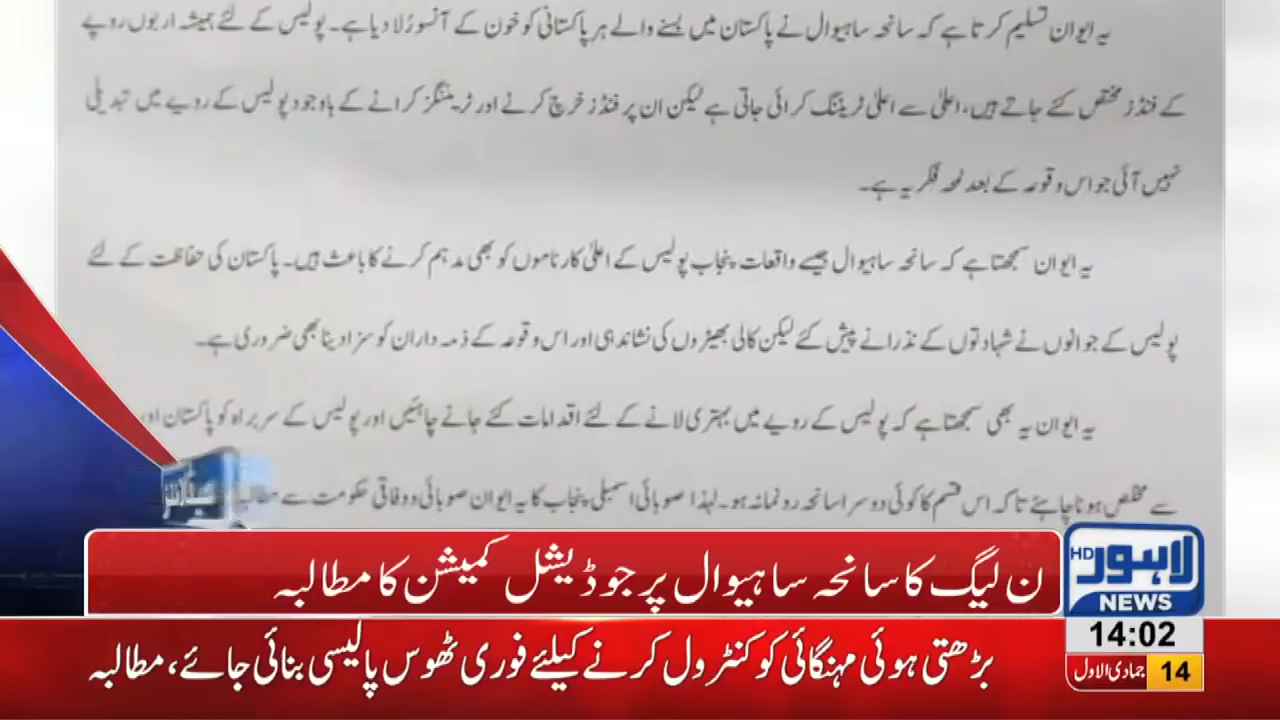 یہ ایوان تسلیم کرتا ہے کہ سانحہ ساہیوال نے پاکستان میں بسنے والے ہر پاکستانی کو خون کے آنسو رُلا دیا ہے۔ پولیس کے لئے ہمیشہ اربوں روپے
کے فنڈز مختص کئے جاتے ہیں، اعلیٰ سے اعلیٰ ٹریننگ کرائی جاتی ہے لیکن ان پر فنڈز خرچ کرنے اور ٹریننگز کرانے کے باوجود پولیس کے رویے میں تبدیلی
نہیں آئی جو اس وقوعہ کے بعد لمحہ فکریہ ہے۔
یہ ایوان سمجھتا ہے کہ سانحہ ساہیوال جیسے واقعات پنجاب پولیس کے اعلیٰ کارناموں کو بھی مدہم کرنے کا باعث ہیں۔ پاکستان کی حفاظت کے لئے
پولیس کے جوانوں نے شہادتوں کے نذرانے پیش کئے لیکن کالی بھیڑوں کی نشاندہی اور اس وقوعہ کے ذمہ داران کو سزا دینا بھی ضروری ہے۔
یہ ایوان یہ بھی سمجھتا ہے کہ پولیس کے رویے میں بہتری لانے کے لئے اقدامات کئے جانے چاہئیں اور پولیس کے سربراہ کو پاکستان اور
سے مخلص ہونا چاہئے تاکہ اس قسم کا کوئی دوسرا سانحہ رونما نہ ہو۔ لہٰذا صوبائی اسمبلی پنجاب کا یہ ایوان صوبائی و وفاقی حکومت سے
ن لیگ کا سانحہ ساہیوال پر جوڈیشل کمیشن کا مطالبہ
لاہور HD
NEWS
14:02
بڑھتی ہوئی مہنگائی کو کنٹرول کرنے کیلئے فوری ٹھوس پالیسی بنائی جائے، مطالبہ
14 جمادی الاول